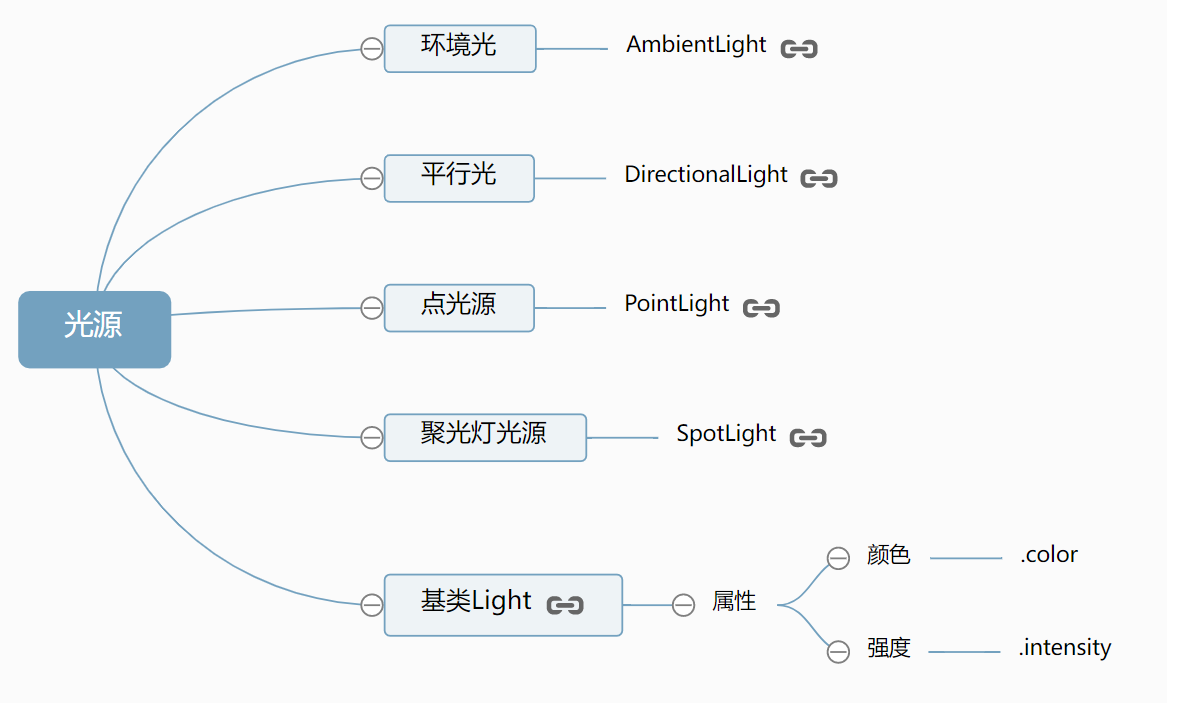 环境光
AmbientLight
平行光
DirectionalLight
光源
点光源
PointLight
聚光灯光源
SpotLight
基类Light
属性
颜色
.color
强度
.intensity